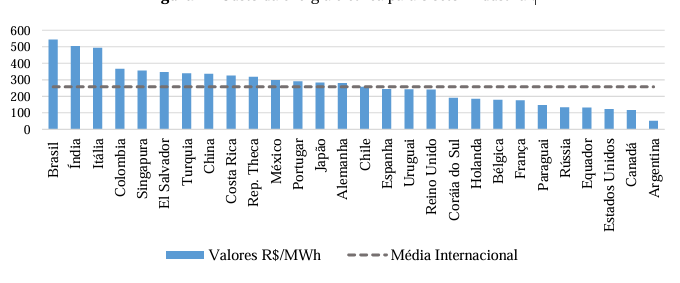 600
500
400
300
200
100
0
Brasil
Índia
Itália
Colombia
Singapura
El Salvador
Turquia
China
Costa Rica
Rep. Theca
México
Portugar
Japão
Alemanha
Chile
Espanha
Uruguai
Reino Unido
Coráia do Sul
Holanda
Bélgica
França
Paraguai
Rússia
Equador
Estados Unidos
Canadá
Argentina
Valores R$/MWh
Média Internacional